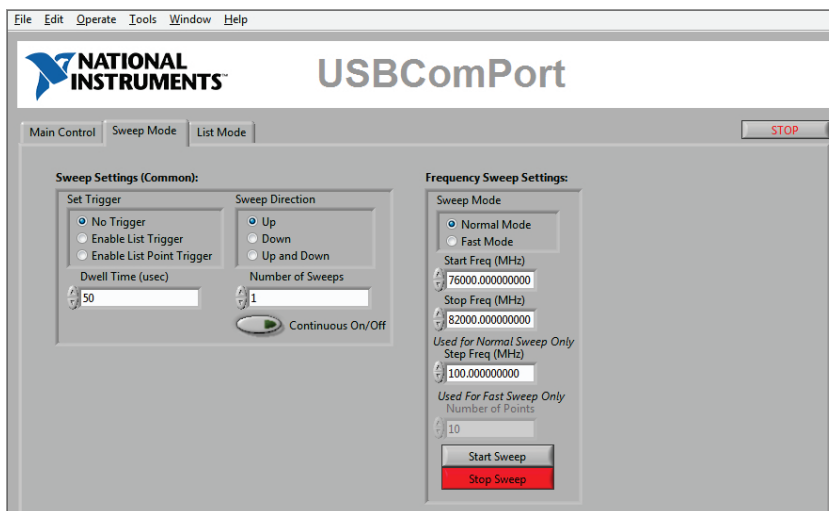 File Edit Operate Tools Window Help
NATIONAL
INSTRUMENTS™
USBComPort
Main Control
Sweep Mode
List Mode
STOP
Sweep Settings (Common):
Set Trigger
No Trigger
Enable List Trigger
Enable List Point Trigger
Dwell Time (usec)
50
Sweep Direction
Up
Down
Up and Down
Number of Sweeps
1
Continuous On/Off
Frequency Sweep Settings:
Sweep Mode
Normal Mode
Fast Mode
Start Freq (MHz)
76000.000000000
Stop Freq (MHz)
82000.000000000
Used for Normal Sweep Only
Step Freq (MHz)
100.000000000
Used For Fast Sweep Only
Number of Points
10
Start Sweep
Stop Sweep